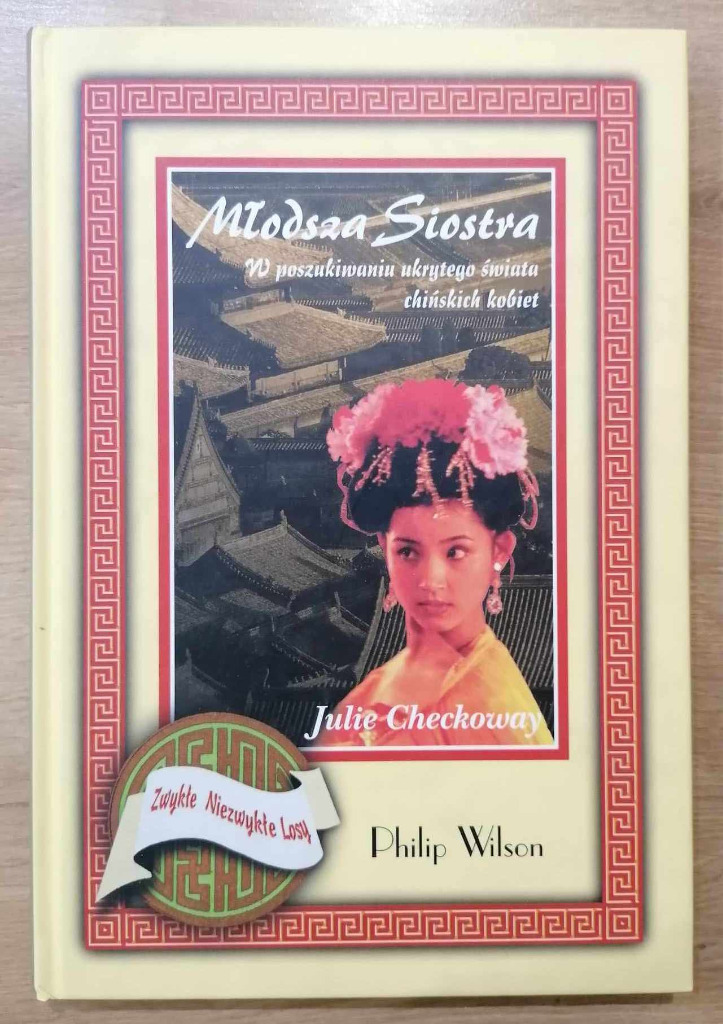 Młodsza Siostra
W poszukiwaniu ukrytego świata
chińskich kobiet
Julie Checkoway
Zwykłe Niezwykłe Losy
Philip Wilson